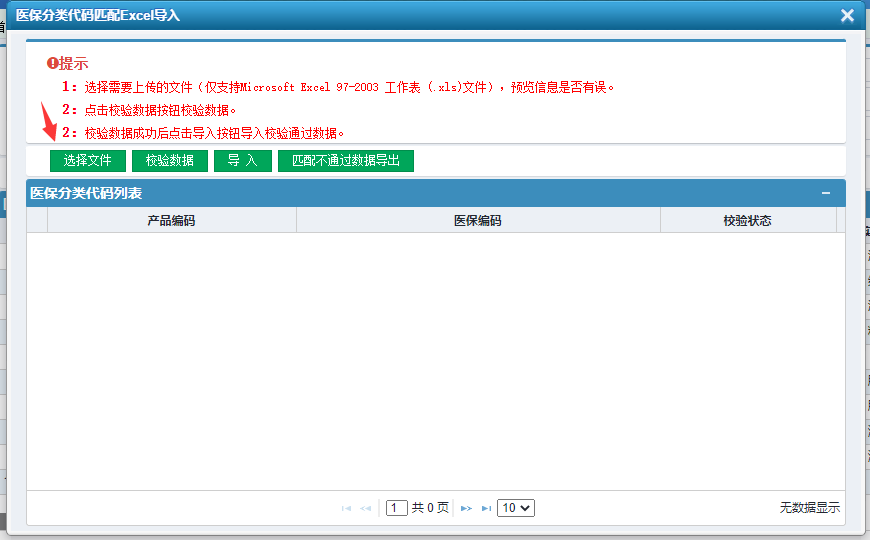 医保分类代码匹配Excel导入
提示
1：选择需要上传的文件（仅支持Microsoft Excel 97-2003 工作表 (.xls)文件），预览信息是否有误。
2：点击校验数据按钮校验数据。
2：校验数据成功后点击导入按钮导入校验通过数据。
选择文件 校验数据 导 入 匹配不通过数据导出
医保分类代码列表
产品编码 医保编码 校验状态
1 共 0 页 10 无数据显示